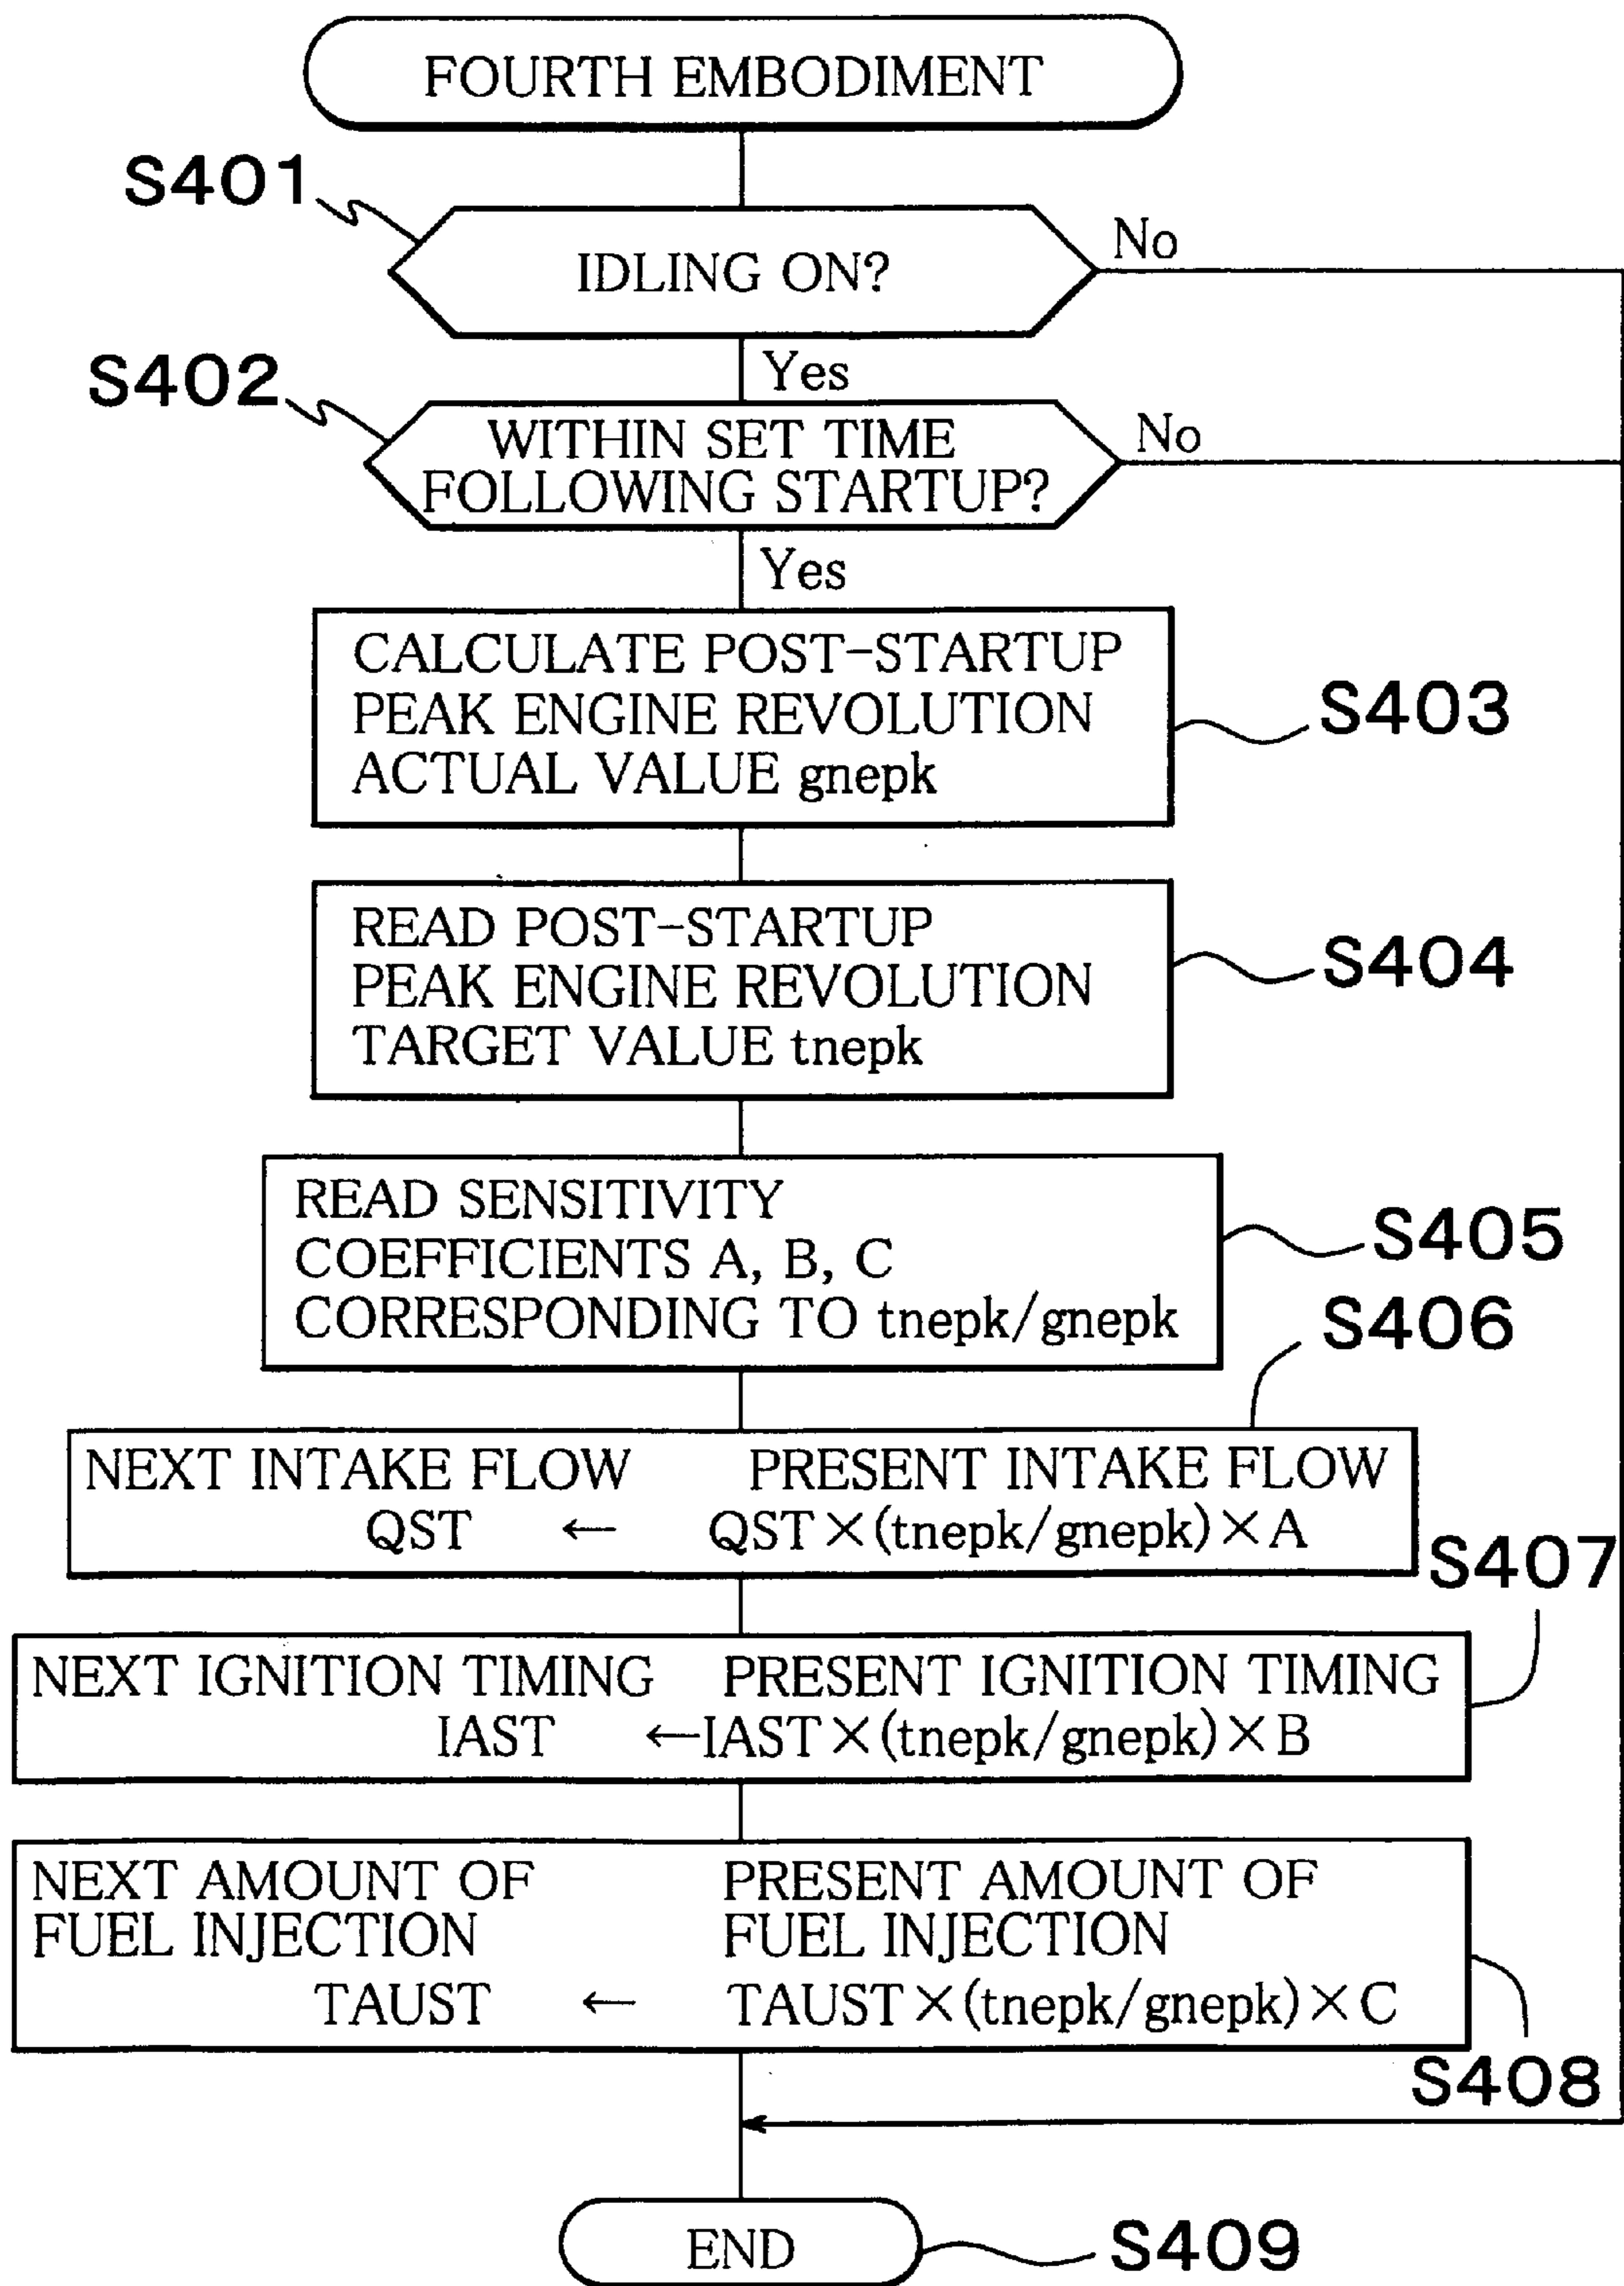 FOURTH EMBODIMENT
S401
IDLING ON?
No
Yes
S402
WITHIN SET TIME
FOLLOWING STARTUP?
No
Yes
CALCULATE POST-STARTUP
PEAK ENGINE REVOLUTION
ACTUAL VALUE gnepk
S403
READ POST-STARTUP
PEAK ENGINE REVOLUTION
TARGET VALUE tnepk
S404
READ SENSITIVITY
COEFFICIENTS A, B, C
CORRESPONDING TO tnepk/gnepk
S405
S406
NEXT INTAKE FLOW PRESENT INTAKE FLOW
QST ← QST×(tnepk/gnepk)×A
S407
NEXT IGNITION TIMING PRESENT IGNITION TIMING
IAST ←IAST×(tnepk/gnepk)×B
NEXT AMOUNT OF PRESENT AMOUNT OF
FUEL INJECTION FUEL INJECTION
TAUST ← TAUST×(tnepk/gnepk)×C
S408
END
S409